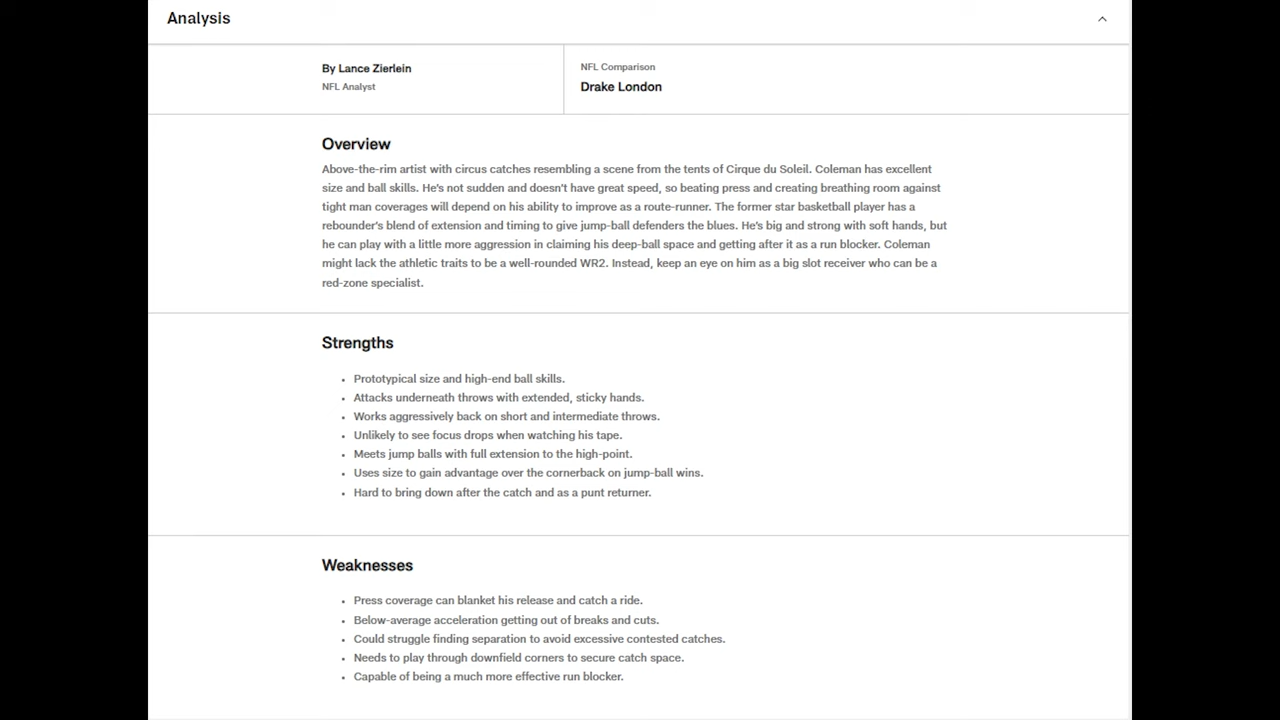 Analysis
By Lance Zierlein
NFL Analyst
NFL Comparison
Drake London
Overview
Above-the-rim artist with circus catches resembling a scene from the tents of Cirque du Soleil. Coleman has excellent
size and ball skills. He's not sudden and doesn't have great speed, so beating press and creating breathing room against
tight man coverages will depend on his ability to improve as a route-runner. The former star basketball player has a
rebounder's blend of extension and timing to give jump-ball defenders the blues. He's big and strong with soft hands, but
he can play with a little more aggression in claiming his deep-ball space and getting after it as a run blocker. Coleman
might lack the athletic traits to be a well-rounded WR2. Instead, keep an eye on him as a big slot receiver who can be a
red-zone specialist.
Strengths
• Prototypical size and high-end ball skills.
• Attacks underneath throws with extended, sticky hands.
• Works aggressively back on short and intermediate throws.
• Unlikely to see focus drops when watching his tape.
• Meets jump balls with full extension to the high-point.
• Uses size to gain advantage over the cornerback on jump-ball wins.
• Hard to bring down after the catch and as a punt returner.
Weaknesses
• Press coverage can blanket his release and catch a ride.
• Below-average acceleration getting out of breaks and cuts.
• Could struggle finding separation to avoid excessive contested catches.
• Needs to play through downfield corners to secure catch space.
• Capable of being a much more effective run blocker.